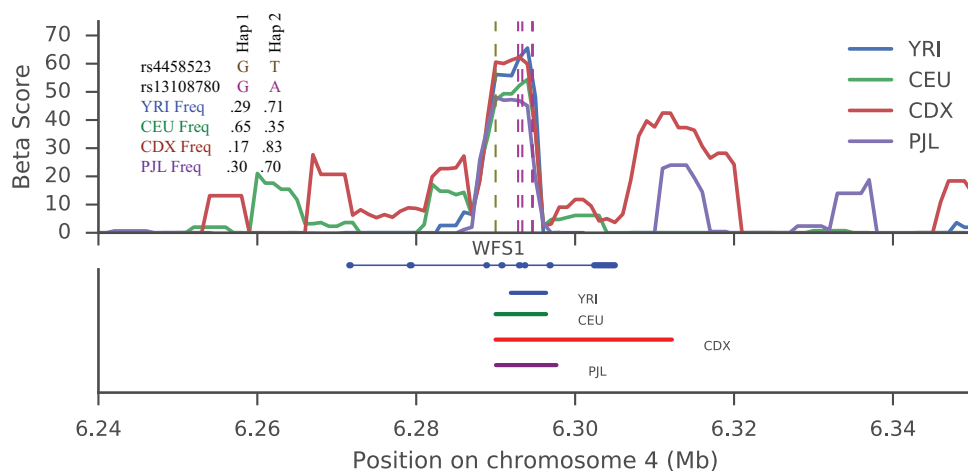 Beta Score
70
60
50
40
30
20
10
0
Hap 1 Hap 2
rs4458523 G T
rs13108780 G A
YRI Freq .29 .71
CEU Freq .65 .35
CDX Freq .17 .83
PJL Freq .30 .70
YRI
CEU
CDX
PJL
WFS1
YRI
CEU
CDX
PJL
6.24 6.26 6.28 6.30 6.32 6.34
Position on chromosome 4 (Mb)